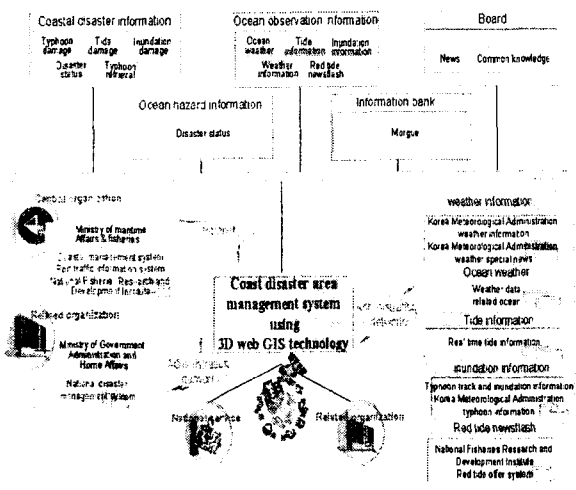 Coastal disaster information
Typhoon damage
Tide damage
Inundation damage
Disaster status
Typhoon retrieval
Ocean observation information
Ocean weather
Tide information
Inundation information
Weather information
Red tide newsflash
Board
News
Common knowledge
Ocean hazard information
Disaster status
Information bank
Morgue
Central organization
Ministry of maritime
Affairs & fisheries
Coastal management system
Port traffic information system
National Fisheries Research and
Development Institute
Related organization
Ministry of Government
Administration and
Home Affairs
National disaster
management system
Coast disaster area
management system
using
3D web GIS technology
Related organization
weather information
Korea Meteorological Administration
weather information
Korea Meteorological Administration
weather special news
Ocean weather
Weather data
related ocean
Tide information
Real time tide information
inundation information
Typhoon track and inundation information
Korea Meteorological Administration
typhoon information
Red tide newsflash
National Fisheries Research and
Development Institute
Red tide offer system